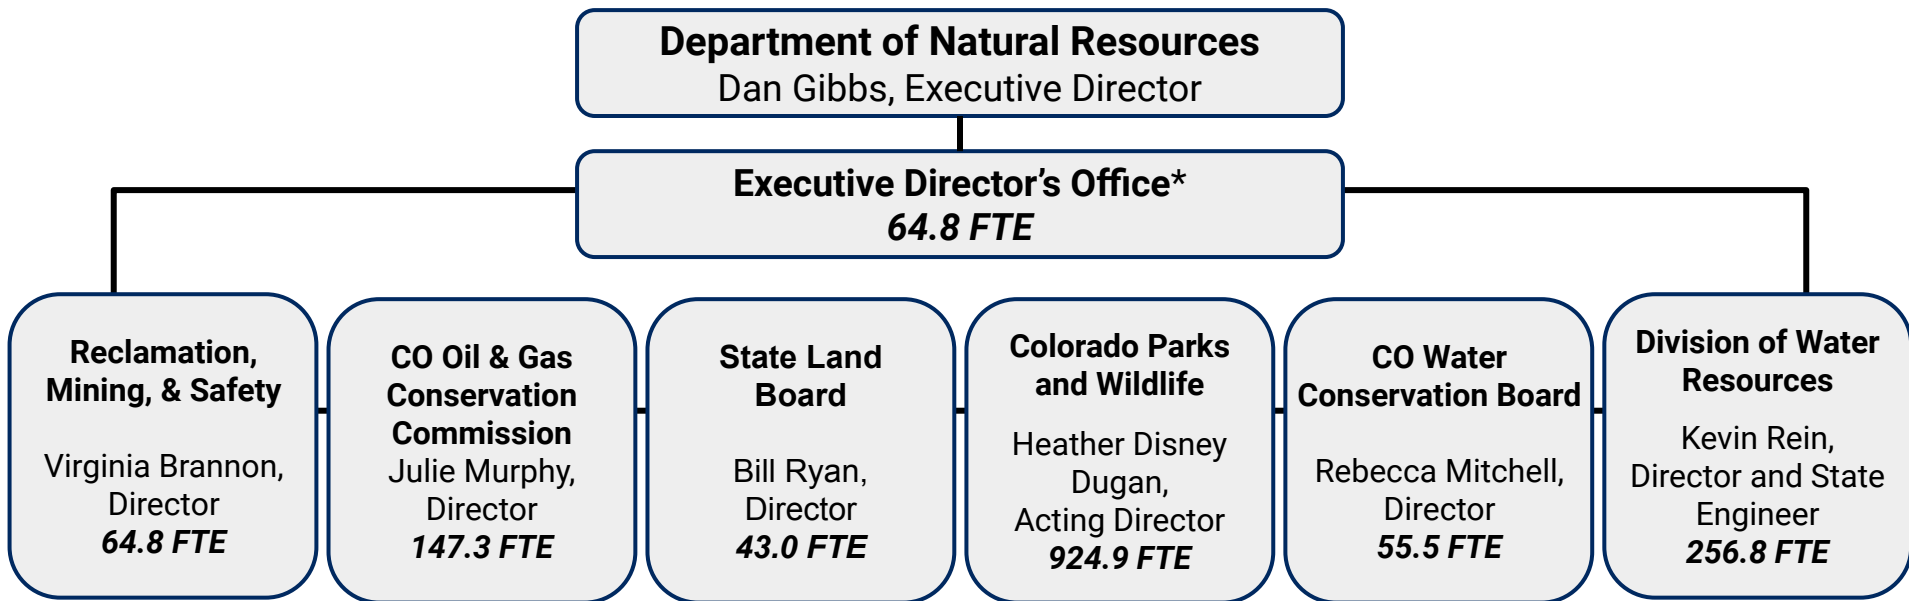 Department of Natural Resources
Dan Gibbs, Executive Director
Executive Director’s Office*
64.8 FTE
Reclamation,
Mining, & Safety
Virginia Brannon,
Director
64.8 FTE
CO Oil & Gas
Conservation
Commission
Julie Murphy,
Director
147.3 FTE
State Land
Board
Bill Ryan,
Director
43.0 FTE
Colorado Parks
and Wildlife
Heather Disney
Dugan,
Acting Director
924.9 FTE
CO Water
Conservation Board
Rebecca Mitchell,
Director
55.5 FTE
Division of Water
Resources
Kevin Rein,
Director and State
Engineer
256.8 FTE